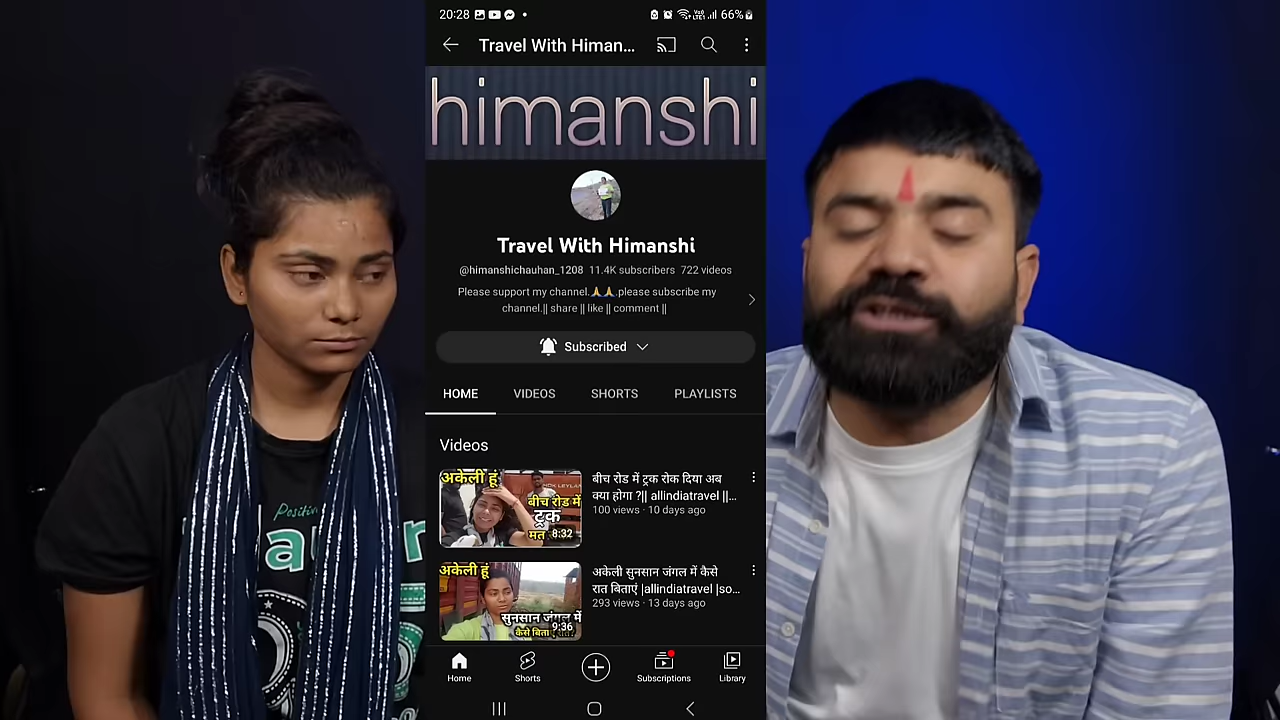 20:28
66%
Travel With Himan...
himanshi
Travel With Himanshi
@himanshichauhan_1208 11.4K subscribers 722 videos
Please support my channel.🙏🙏.please subscribe my
channel.|| share || like || comment ||
Subscribed
HOME VIDEOS SHORTS PLAYLISTS
Videos
अकेली हूं
बीच रोड में
ट्रक
मत
8:32
बीच रोड में ट्रक रोक दिया अब
क्या होगा ?|| allindiatravel ||...
100 views · 10 days ago
अकेली हूं
सुनसान जंगल में
9:36
अकेली सुनसान जंगल में कैसे
रात बिताएं |allindiatravel |so...
293 views · 13 days ago
Home Shorts Subscriptions Library
Positiv